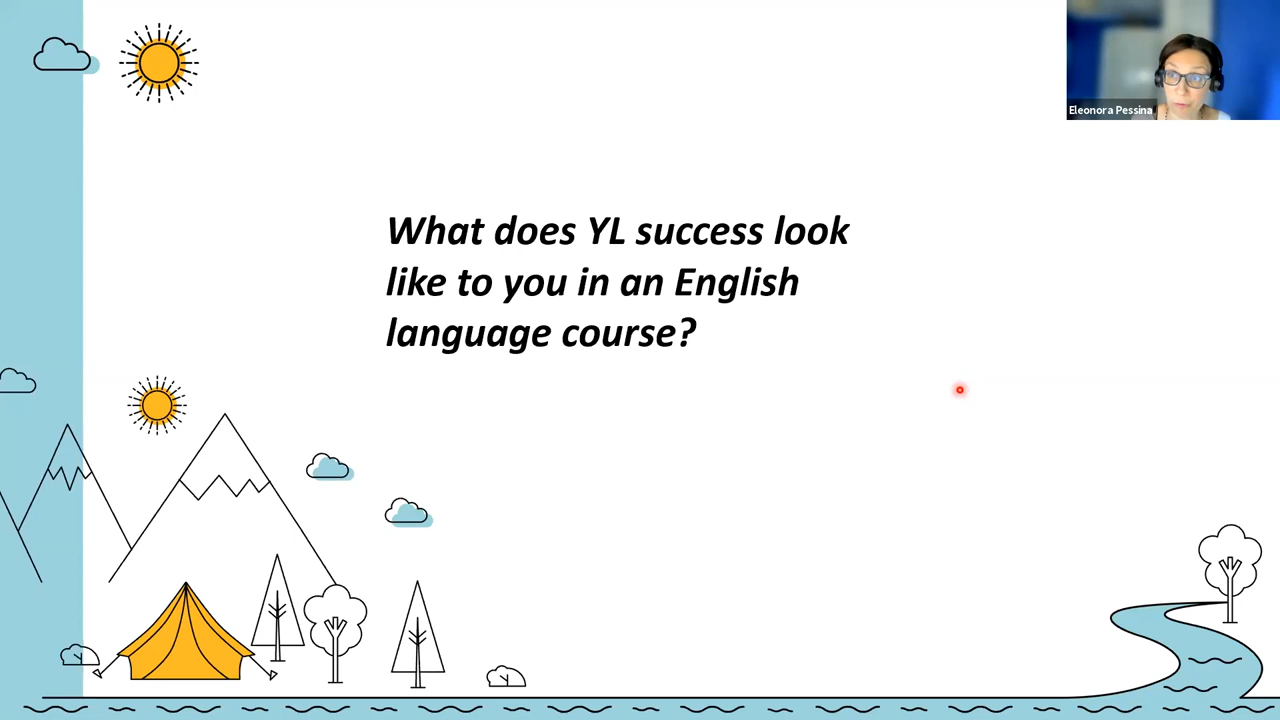 Eleonora Pessina
What does YL success look
like to you in an English
language course?